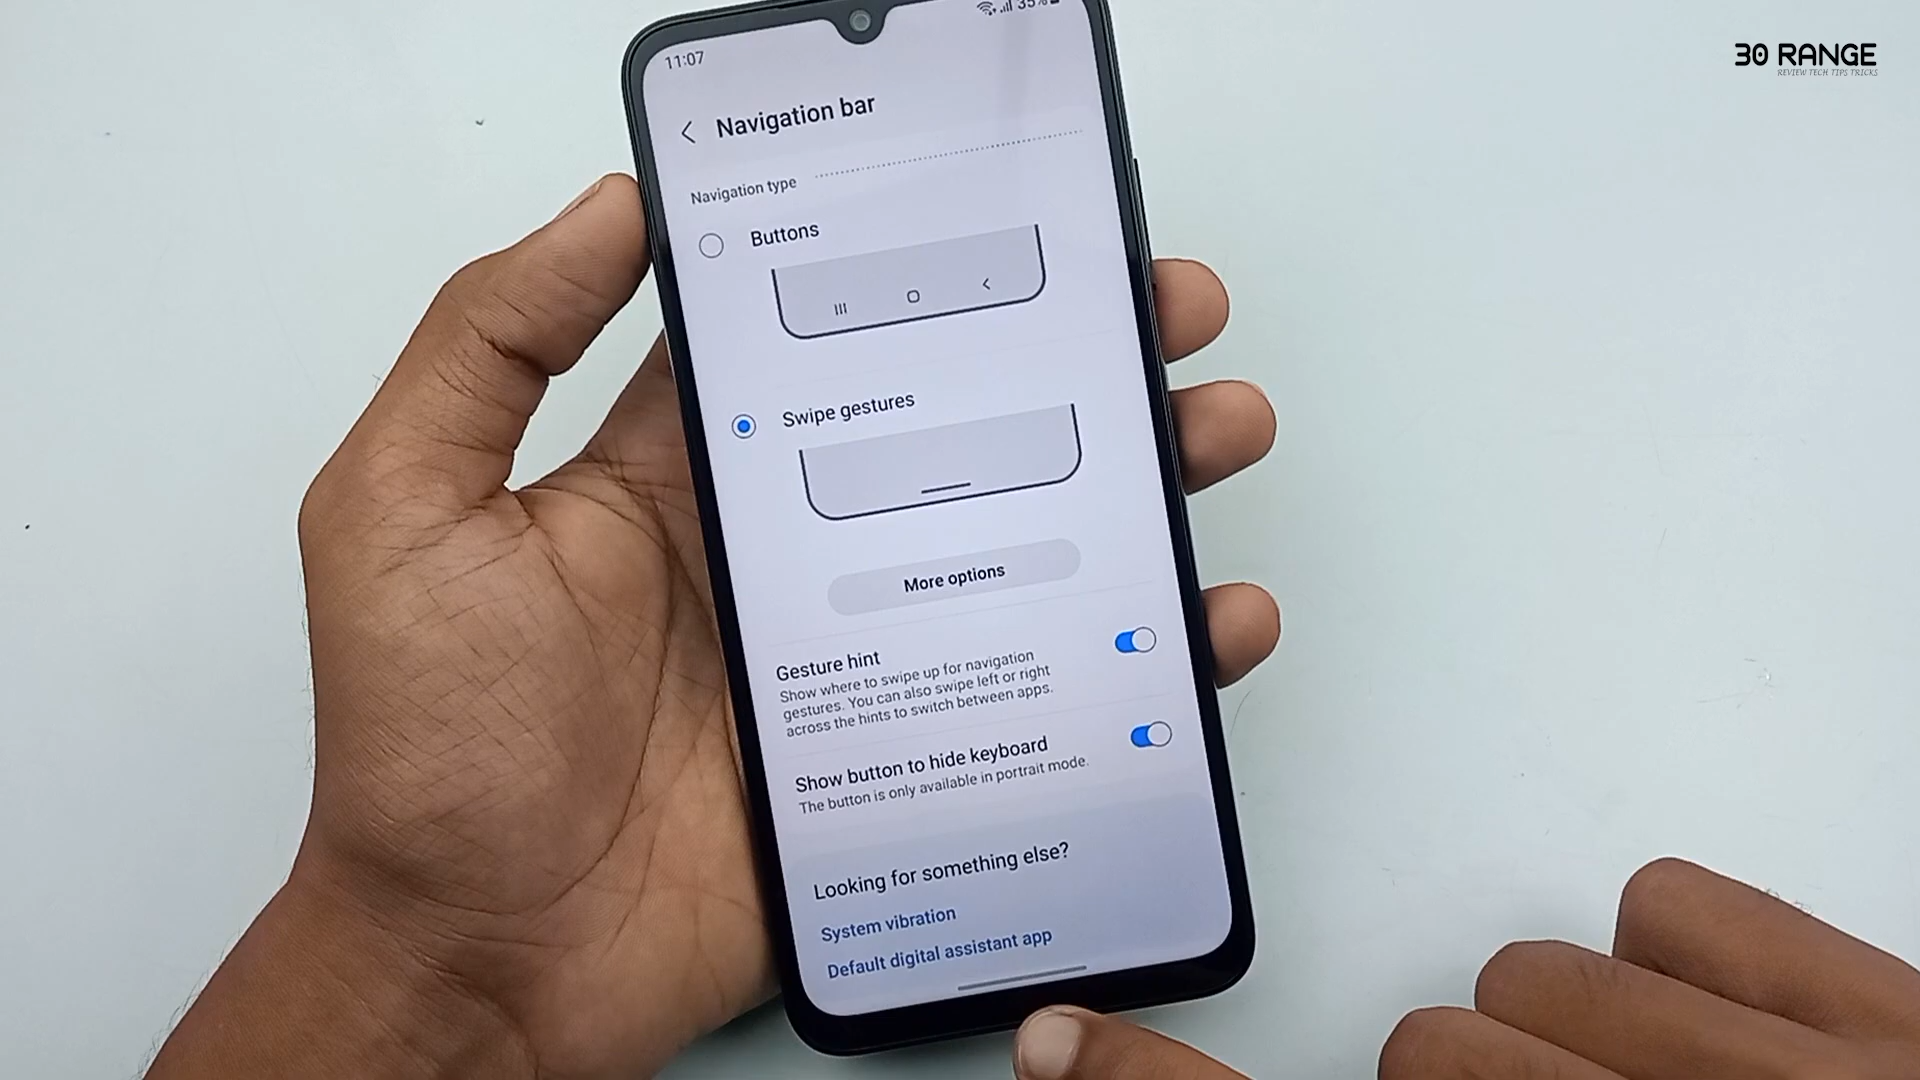 30 RANGE
REVIEW TECH TIPS TRICKS
11:07
35%
Navigation bar
Navigation type
Buttons
Swipe gestures
More options
Gesture hint
Show where to swipe up for navigation
gestures. You can also swipe left or right
across the hints to switch between apps.
Show button to hide keyboard
The button is only available in portrait mode.
Looking for something else?
System vibration
Default digital assistant app